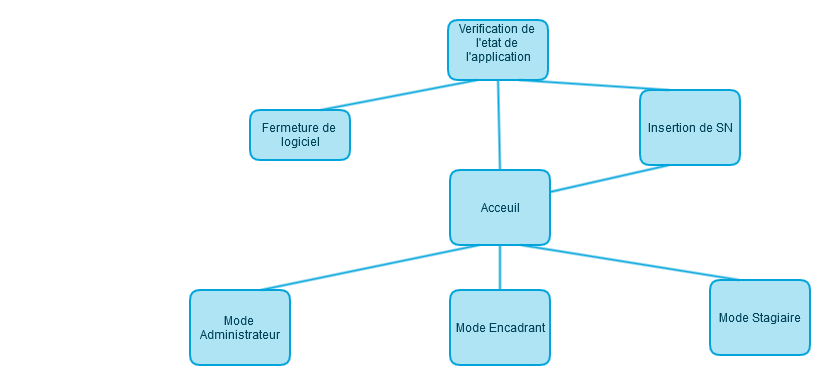 Verification de
l'etat de
l'application
Fermeture de
logiciel
Insertion de SN
Acceuil
Mode
Administrateur
Mode Encadrant
Mode Stagiaire